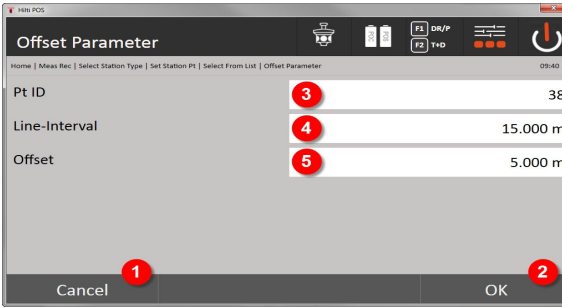 Hilti POS
Offset Parameter
POC
POS
F1 DR/P
F2 T+D
Home | Meas Rec | Select Station Type | Set Station Pt | Select From List | Offset Parameter
09:40
Pt ID
3
38
Line-Interval
4
15.000 m
Offset
5
5.000 m
1
2
Cancel
OK